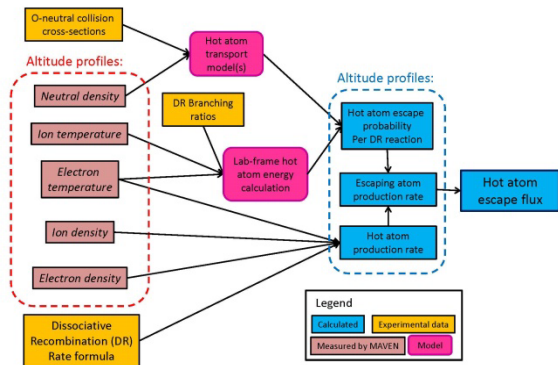 O-neutral collision
cross-sections
Altitude profiles:
Neutral density
Ion temperature
Electron
temperature
Ion density
Electron density
Dissociative
Recombination (DR)
Rate formula
Hot atom
transport
model(s)
DR Branching
ratios
Lab-frame hot
atom energy
calculation
Altitude profiles:
Hot atom escape
probability
Per DR reaction
Escaping atom
production rate
Hot atom
production rate
Hot atom
escape flux
Legend
Calculated
Experimental data
Measured by MAVEN
Model